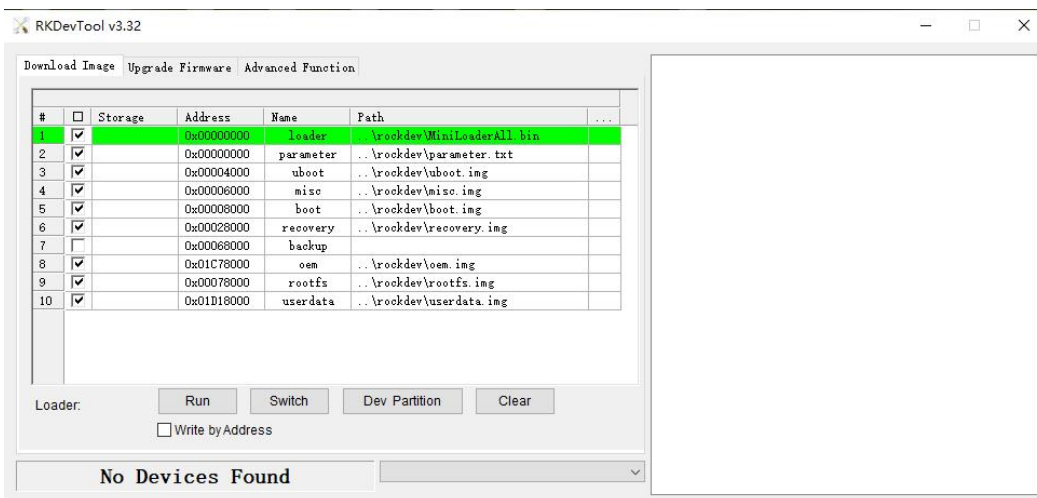 RKDevTool v3.32
Download Image Upgrade Firmware Advanced Function
# Storage Address Name Path ...
1 0x00000000 loader ..\rockdev\MiniLoaderAll.bin
2 0x00000000 parameter ..\rockdev\parameter.txt
3 0x00004000 uboot ..\rockdev\uboot.img
4 0x00006000 misc ..\rockdev\misc.img
5 0x00008000 boot ..\rockdev\boot.img
6 0x00028000 recovery ..\rockdev\recovery.img
7 0x00068000 backup
8 0x01C78000 oem ..\rockdev\oem.img
9 0x00078000 rootfs ..\rockdev\rootfs.img
10 0x01D18000 userdata ..\rockdev\userdata.img
Loader: Run Switch Dev Partition Clear
Write by Address
No Devices Found